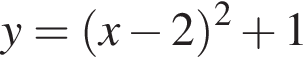 y = (x − 2)² + 1